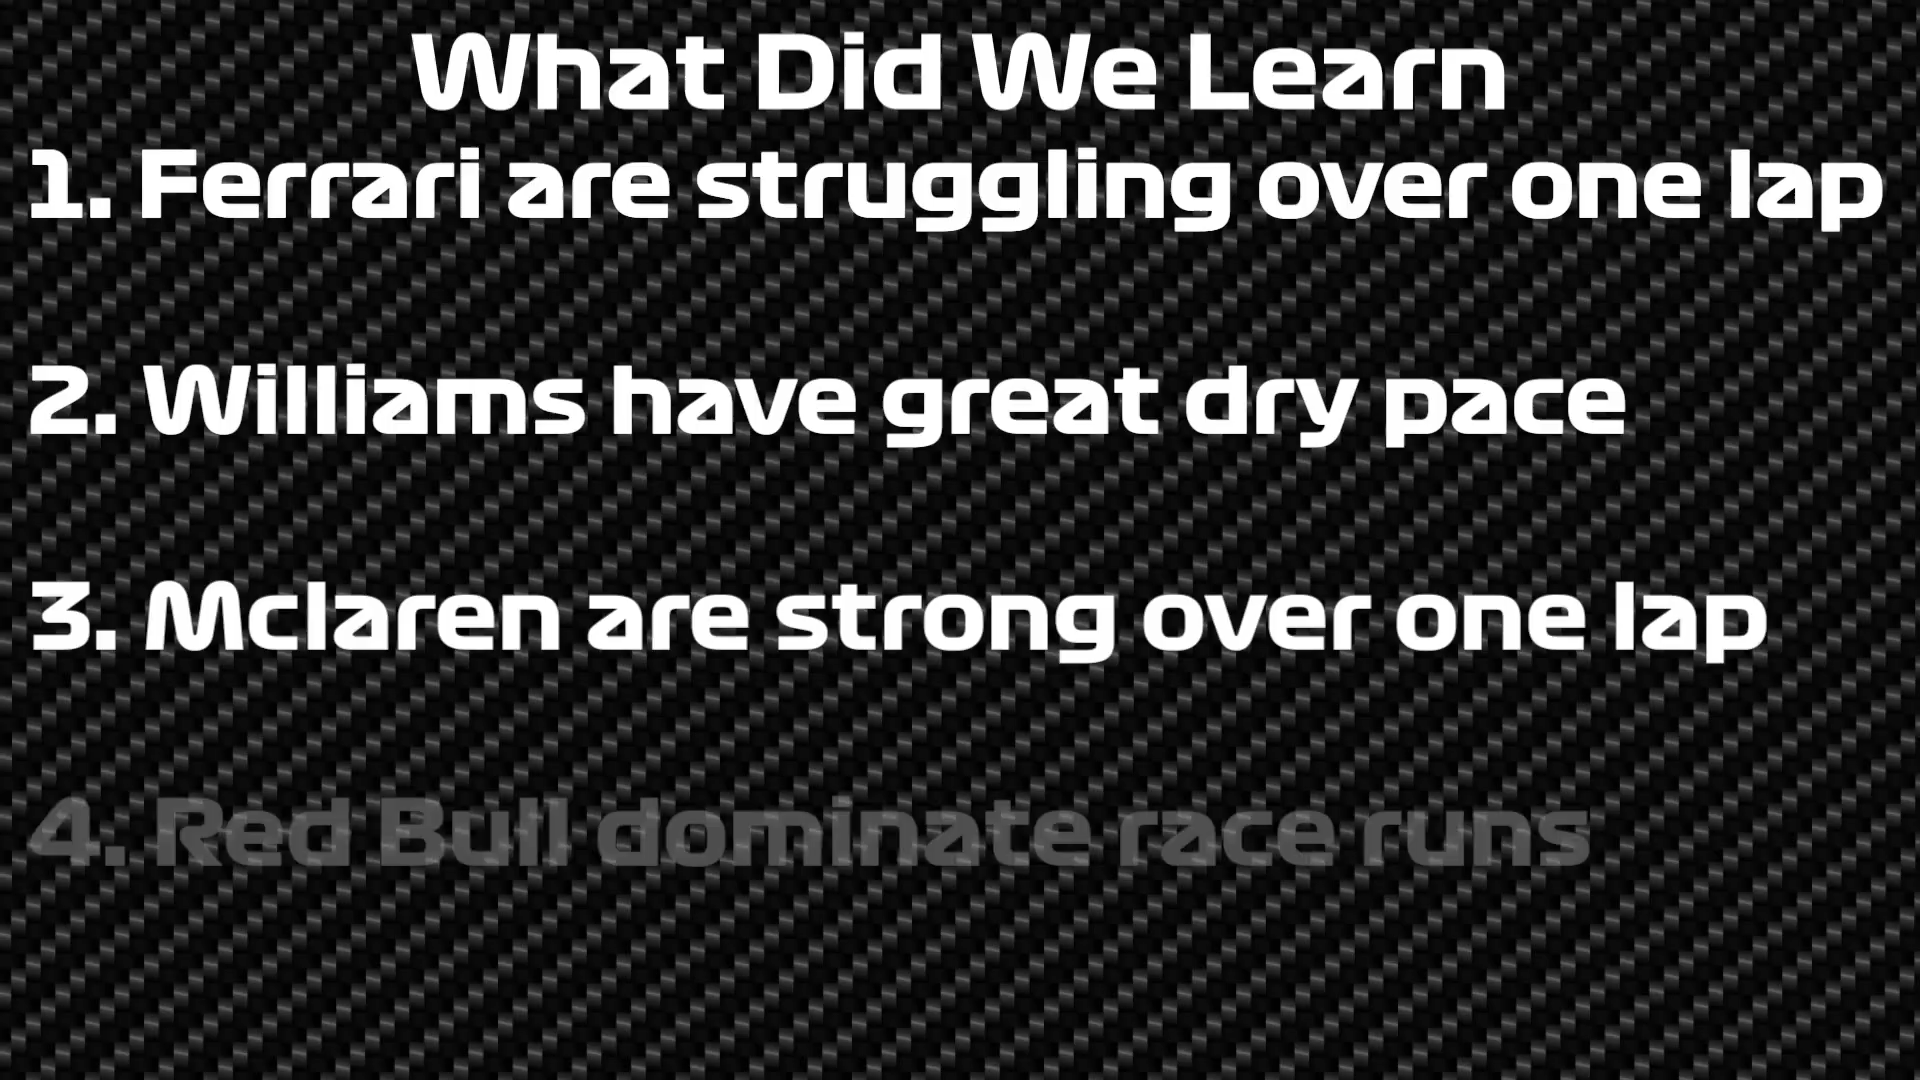 What Did We Learn
1. Ferrari are struggling over one lap
2. Williams have great dry pace
3. Mclaren are strong over one lap
4. Red Bull dominate race runs